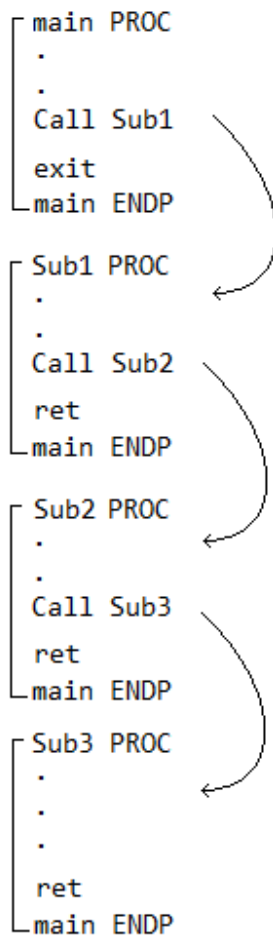 main PROC
.
.
Call Sub1
exit
main ENDP
Sub1 PROC
.
.
Call Sub2
ret
main ENDP
Sub2 PROC
.
.
Call Sub3
ret
main ENDP
Sub3 PROC
.
.
.
ret
main ENDP